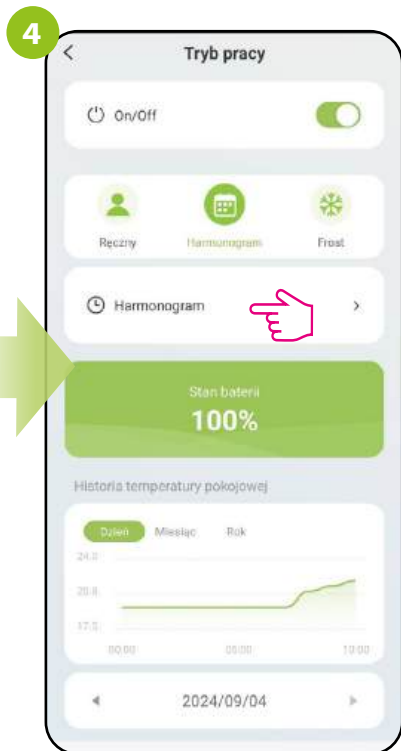 4
Tryb pracy
On/Off
Ręczny Harmonogram Frost
Harmonogram
Stan baterii
100%
Historia temperatury pokojowej
Dzień Miesiąc Rok
24.0
20.8
17.5
00:00 05:00 10:00
2024/09/04